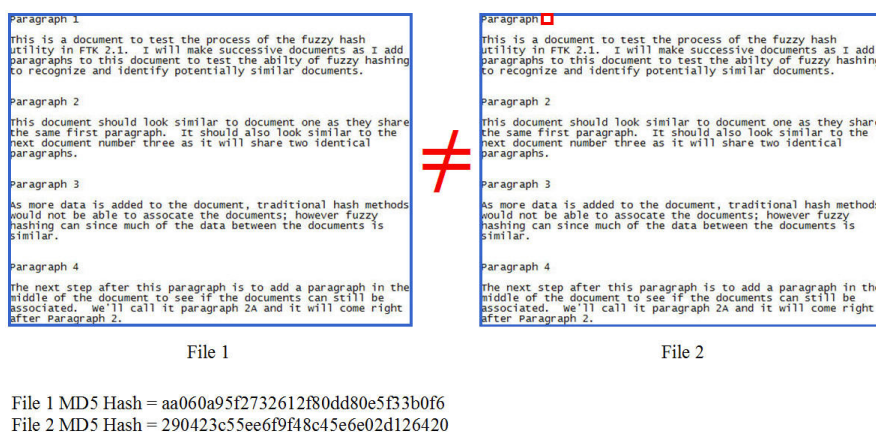 Paragraph 1
This is a document to test the process of the fuzzy hash
utility in FTK 2.1.  I will make successive documents as I add
paragraphs to this document to test the abilty of fuzzy hashing
to recognize and identify potentially similar documents.
Paragraph 2
This document should look similar to document one as they share
the same first paragraph.  It should also look similar to the
next document number three as it will share two identical
paragraphs.
Paragraph 3
As more data is added to the document, traditional hash methods
would not be able to assocate the documents; however fuzzy
hashing can since much of the data between the documents is
similar.
Paragraph 4
The next step after this paragraph is to add a paragraph in the
middle of the document to see if the documents can still be
associated.  We'll call it paragraph 2A and it will come right
after Paragraph 2.
File 1
≠
Paragraph
This is a document to test the process of the fuzzy hash
utility in FTK 2.1.  I will make successive documents as I add
paragraphs to this document to test the abilty of fuzzy hashing
to recognize and identify potentially similar documents.
Paragraph 2
This document should look similar to document one as they share
the same first paragraph.  It should also look similar to the
next document number three as it will share two identical
paragraphs.
Paragraph 3
As more data is added to the document, traditional hash methods
would not be able to assocate the documents; however fuzzy
hashing can since much of the data between the documents is
similar.
Paragraph 4
The next step after this paragraph is to add a paragraph in the
middle of the document to see if the documents can still be
associated.  We'll call it paragraph 2A and it will come right
after Paragraph 2.
File 2
File 1 MD5 Hash = aa060a95f2732612f80dd80e5f33b0f6
File 2 MD5 Hash = 290423c55ee6f9f48c45e6e02d126420